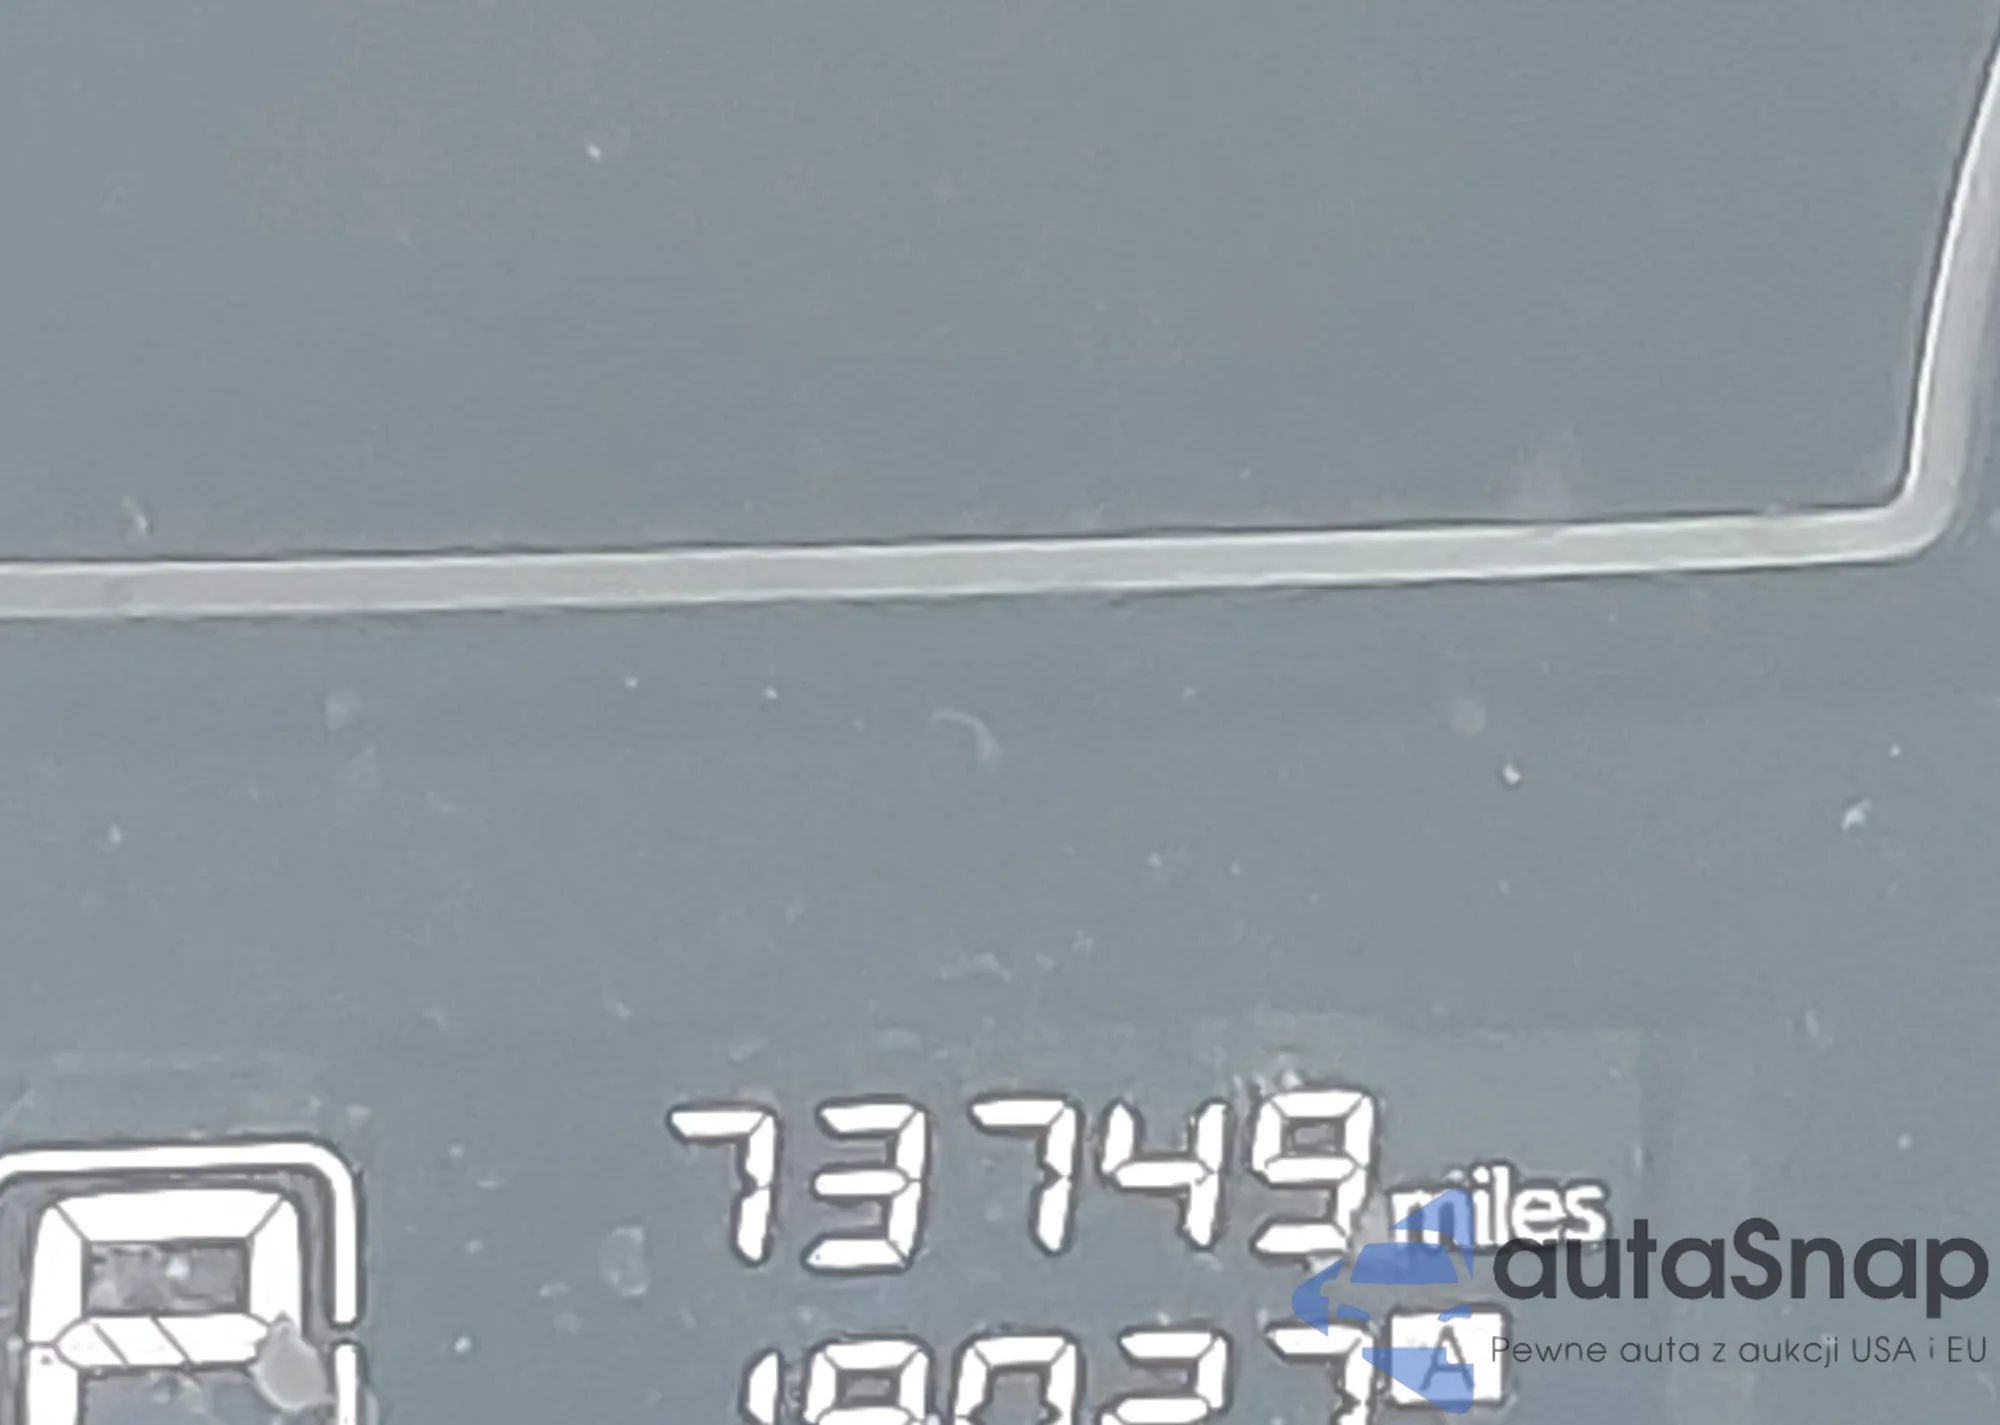 73749 miles
P
A
autaSnap
Pewne auta z aukcji USA i EU